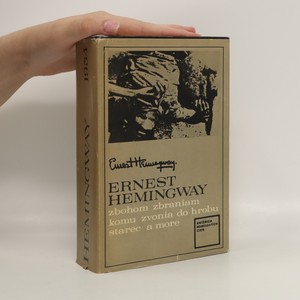 Ernest Hemingway
ERNEST
HEMINGWAY
zbohom zbraniam
komu zvonia do hrobu
starec a more
HEMINGWAY